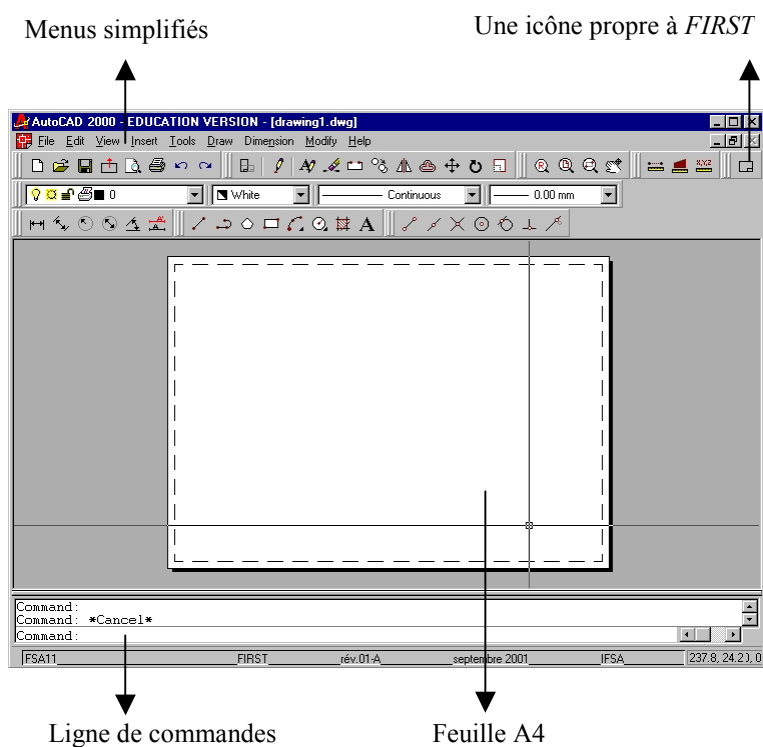 Menus simplifiés
Une icône propre à FIRST
AutoCAD 2000 - EDUCATION VERSION - [drawing1.dwg]
File Edit View Insert Tools Draw Dimension Modify Help
0 White Continuous 0.00 mm
Command:
Command: *Cancel*
Command:
FSA11 FIRST rév.01-A septembre 2001 IFSA 237.8, 24.2), 0
Ligne de commandes
Feuille A4